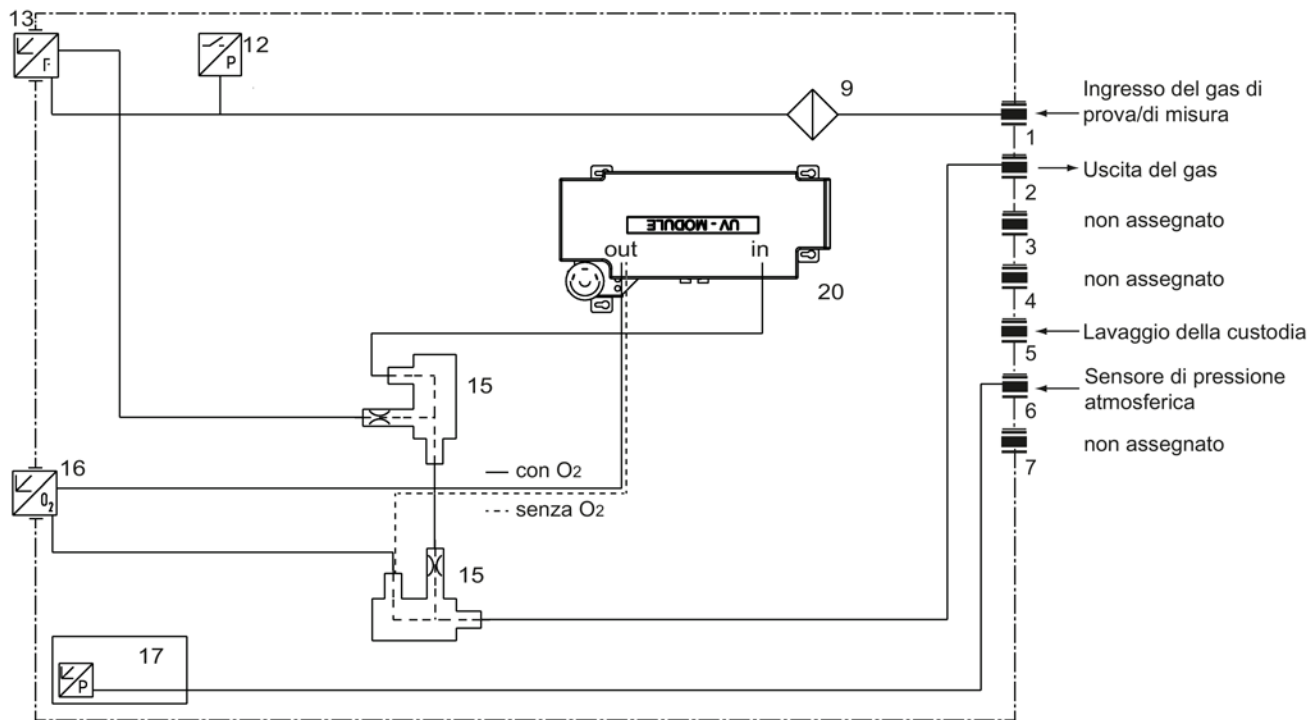 13
F
12
P
9
Ingresso del gas di
prova/di misura
1
Uscita del gas
2
UV - MODULE
out
in
non assegnato
3
20
non assegnato
4
Lavaggio della custodia
5
15
Sensore di pressione
atmosferica
6
16
O2
con O2
non assegnato
7
senza O2
15
17
P